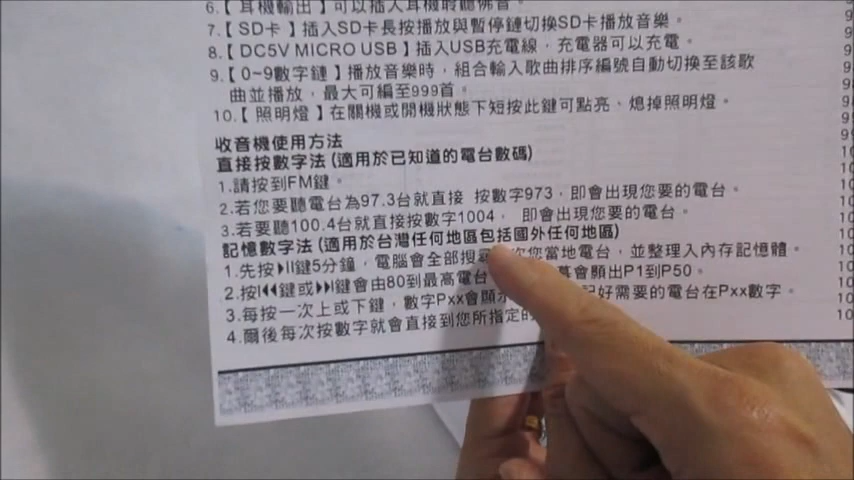 6.【耳機輸出】可以插入耳機聆聽佛音。
7.【SD卡】插入SD卡長按播放與暫停鏈切換SD卡播放音樂。
8.【DC5V MICRO USB】插入USB充電線，充電器可以充電。
9.【0~9數字鏈】播放音樂時，組合輸入歌曲排序編號自動切換至該歌
曲並播放，最大可編至999首。
10.【照明燈】在關機或開機狀態下短按此鍵可點亮、熄掉照明燈。
收音機使用方法
直接按數字法(適用於已知道的電台數碼)
1.請按到FM鍵。
2.若您要聽電台為97.3台就直接 按數字973，即會出現您要的電台。
3.若要聽100.4台就直接按數字1004， 即會出現您要的電台。
記憶數字法(適用於台灣任何地區包括國外任何地區)
1.先按▶II鍵5分鐘，電腦會全部搜尋 您當地電台，並整理入內存記憶體。
2.按I◀◀鍵或▶▶I鍵會由80到最高電台 幕會顯出P1到P50。
3.每按一次上或下鍵，數字Pxx會顯示 記好需要的電台在Pxx數字。
4.爾後每次按數字就會直接到您所指定的